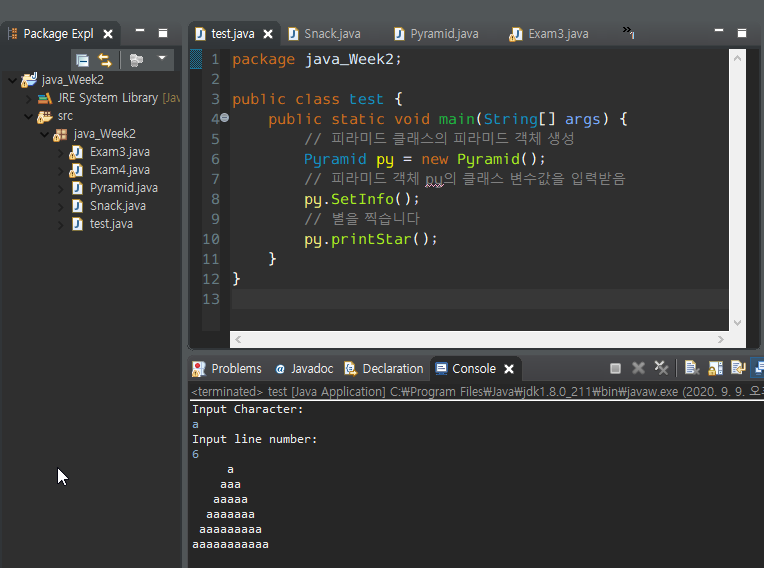 Package Expl
java_Week2
JRE System Library [Jav
src
java_Week2
Exam3.java
Exam4.java
Pyramid.java
Snack.java
test.java
test.java Snack.java Pyramid.java Exam3.java »1
1 package java_Week2;
2
3 public class test {
4 public static void main(String[] args) {
5 // 피라미드 클래스의 피라미드 객체 생성
6 Pyramid py = new Pyramid();
7 // 피라미드 객체 py의 클래스 변수값을 입력받음
8 py.SetInfo();
9 // 별을 찍습니다
10 py.printStar();
11 }
12 }
13
Problems @ Javadoc Declaration Console
<terminated> test [Java Application] C:₩Program Files₩Java₩jdk1.8.0_211₩bin₩javaw.exe (2020. 9. 9. 오
Input Character:
a
Input line number:
6
a
aaa
aaaaa
aaaaaaa
aaaaaaaaa
aaaaaaaaaaa